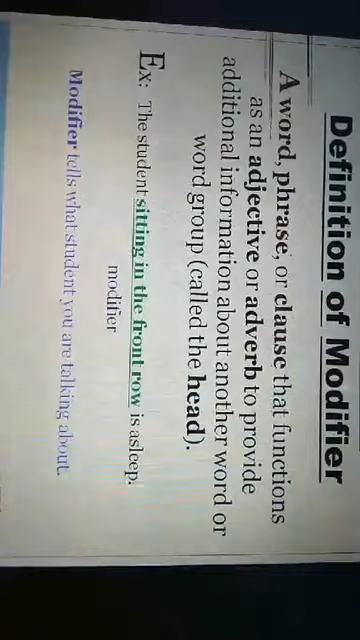 Definition of Modifier
A word, phrase, or clause that functions
as an adjective or adverb to provide
additional information about another word or
word group (called the head).
Ex: The student sitting in the front row is asleep.
modifier
Modifier tells what student you are talking about.